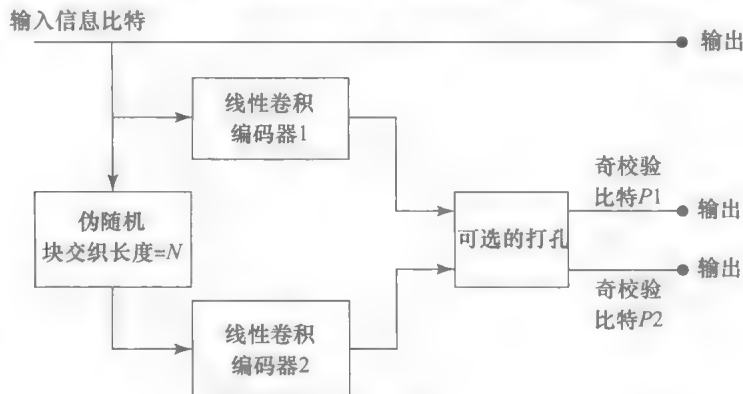 输入信息比特
输出
线性卷积
编码器1
奇校验
比特P1
输出
伪随机
块交织长度=N
可选的打孔
输出
奇校验
比特P2
线性卷积
编码器2